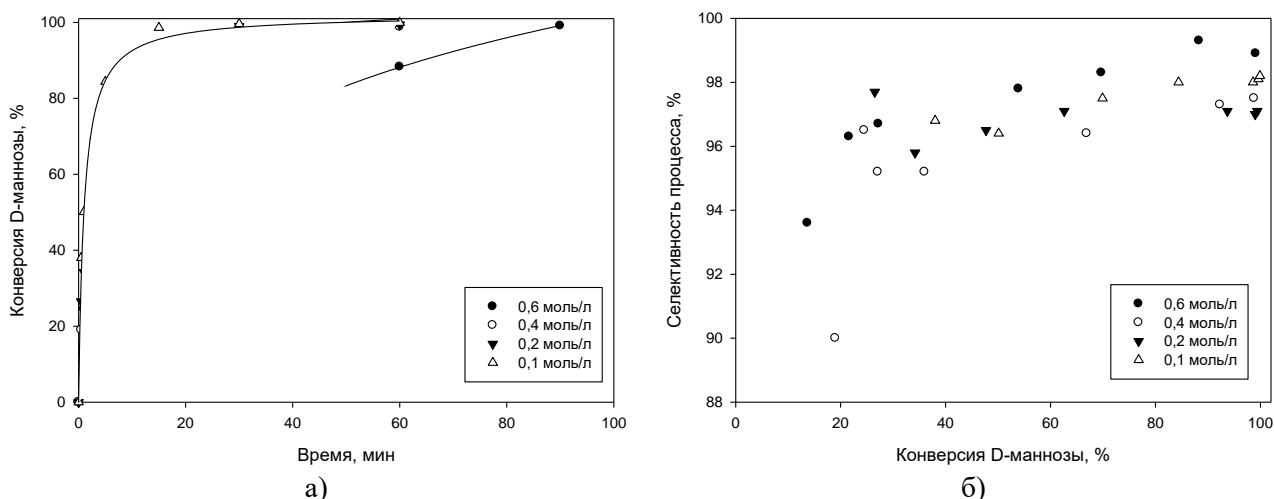 Конверсия D-маннозы, %
100
80
60
40
20
0
0 20 40 60 80 100
Время, мин
0,6 моль/л
0,4 моль/л
0,2 моль/л
0,1 моль/л
а)
Селективность процесса, %
100
98
96
94
92
90
88
0 20 40 60 80 100
Конверсия D-маннозы, %
0,6 моль/л
0,4 моль/л
0,2 моль/л
0,1 моль/л
б)